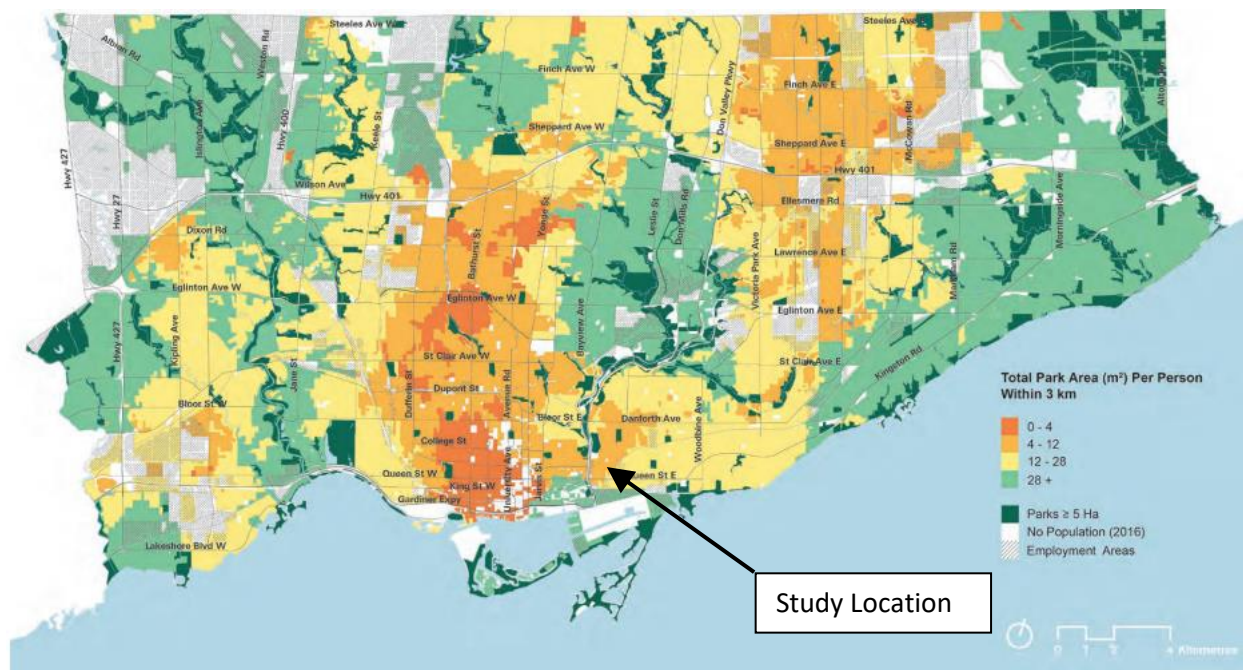 Steeles Ave W
Steeles Ave E
Albion Rd
Weston Rd
Finch Ave W
Don Valley Pkwy
Finch Ave E
Islington Ave
Hwy 400
Keele St
McCowan Rd
Sheppard Ave W
Sheppard Ave E
Hwy 427
Wilson Ave
Hwy 401
Hwy 401
Hwy 27
Ellesmere Rd
Leslie St
Don Mills Rd
Morningside Ave
Dixon Rd
Yonge St
Bathurst St
Victoria Park Ave
Lawrence Ave E
Markham Rd
Eglinton Ave W
Eglinton Ave W
Eglinton Ave E
Hwy 427
Kipling Ave
Bayview Ave
St Clair Ave W
St Clair Ave E
Kingston Rd
Jane St
Dufferin St
Dupont St
Avenue Rd
Bloor St W
Bloor St E
Danforth Ave
Woodbine Ave
College St
Queen St W
University Ave
Jarvis St
Queen St E
King St W
Gardiner Expy
Lakeshore Blvd W
Total Park Area (m²) Per Person
Within 3 km
0 - 4
4 - 12
12 - 28
28 +
Parks ≥ 5 Ha
No Population (2016)
Employment Areas
Study Location
0 1 2 4 Kilometres